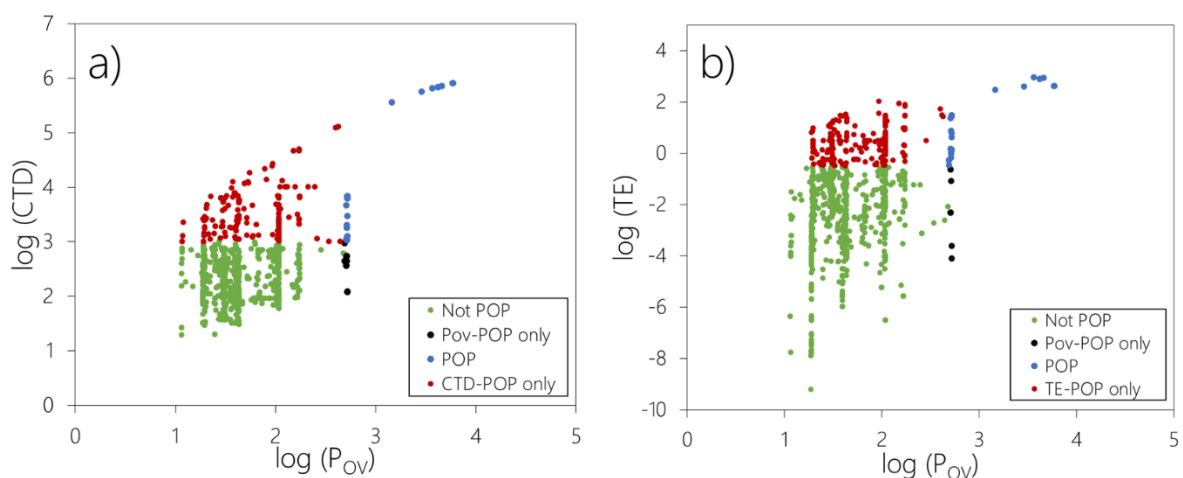 a)
7
6
5
4
3
2
1
0
log (CTD)
0 1 2 3 4 5
log (P_OV)
Not POP
Pov-POP only
POP
CTD-POP only
b)
4
2
0
-2
-4
-6
-8
-10
log (TE)
0 1 2 3 4 5
log (P_OV)
Not POP
Pov-POP only
POP
TE-POP only